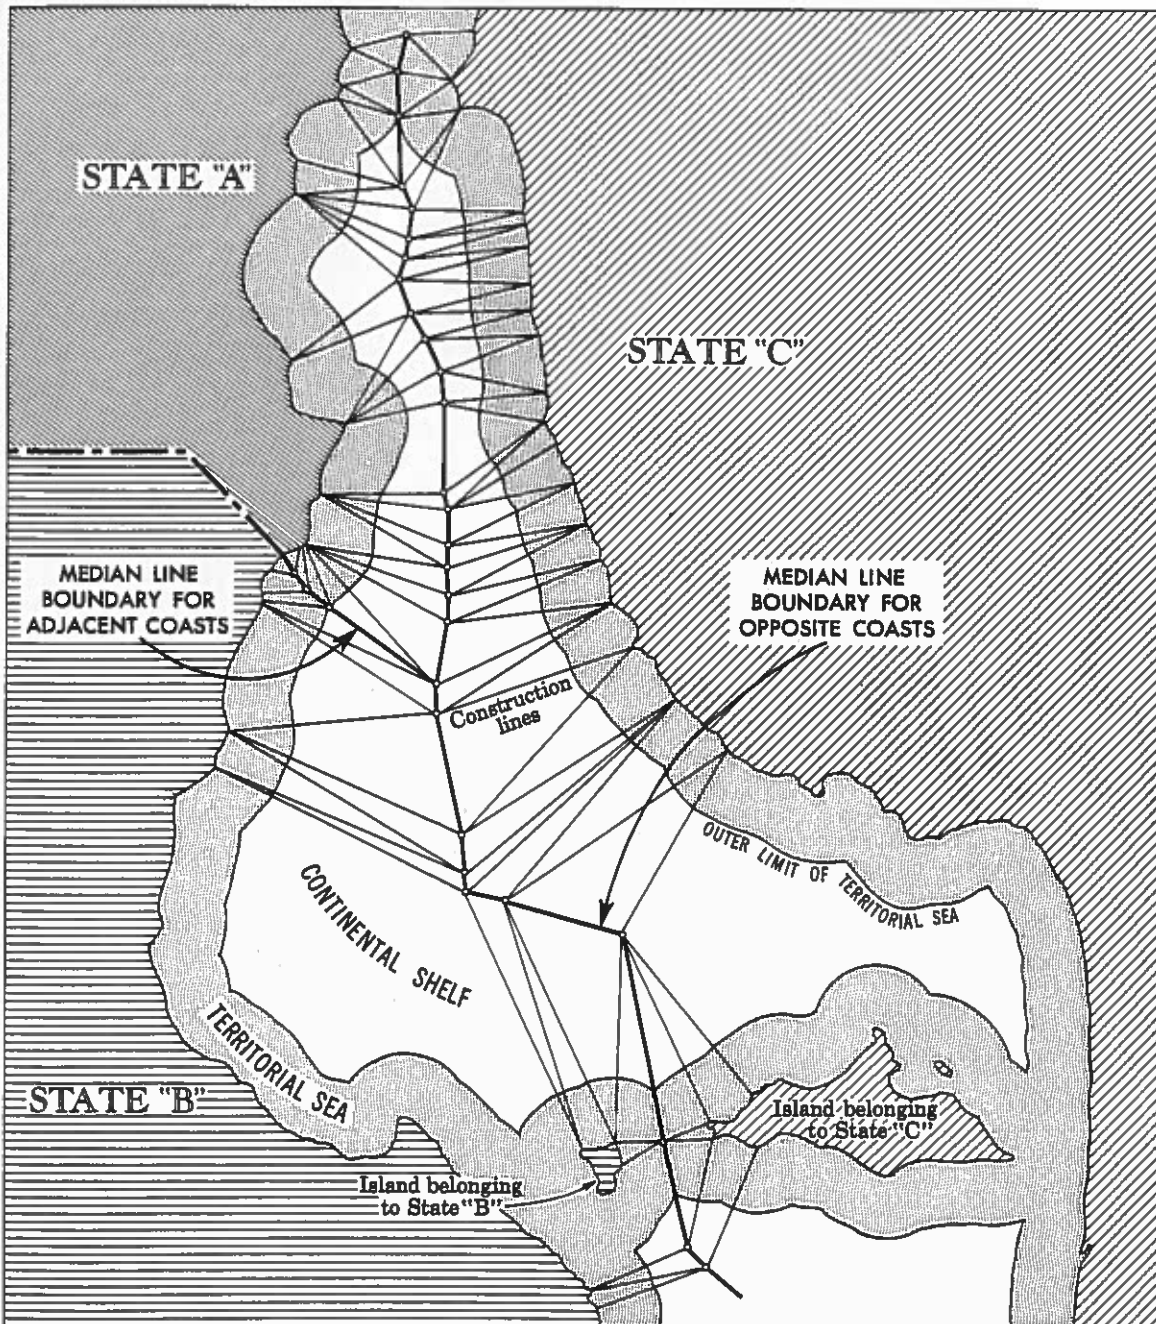 STATE "A"
STATE "C"
MEDIAN LINE
BOUNDARY FOR
ADJACENT COASTS
MEDIAN LINE
BOUNDARY FOR
OPPOSITE COASTS
Construction
lines
OUTER LIMIT OF TERRITORIAL SEA
CONTINENTAL SHELF
TERRITORIAL SEA
STATE "B"
Island belonging
to State "C"
Island belonging
to State "B"